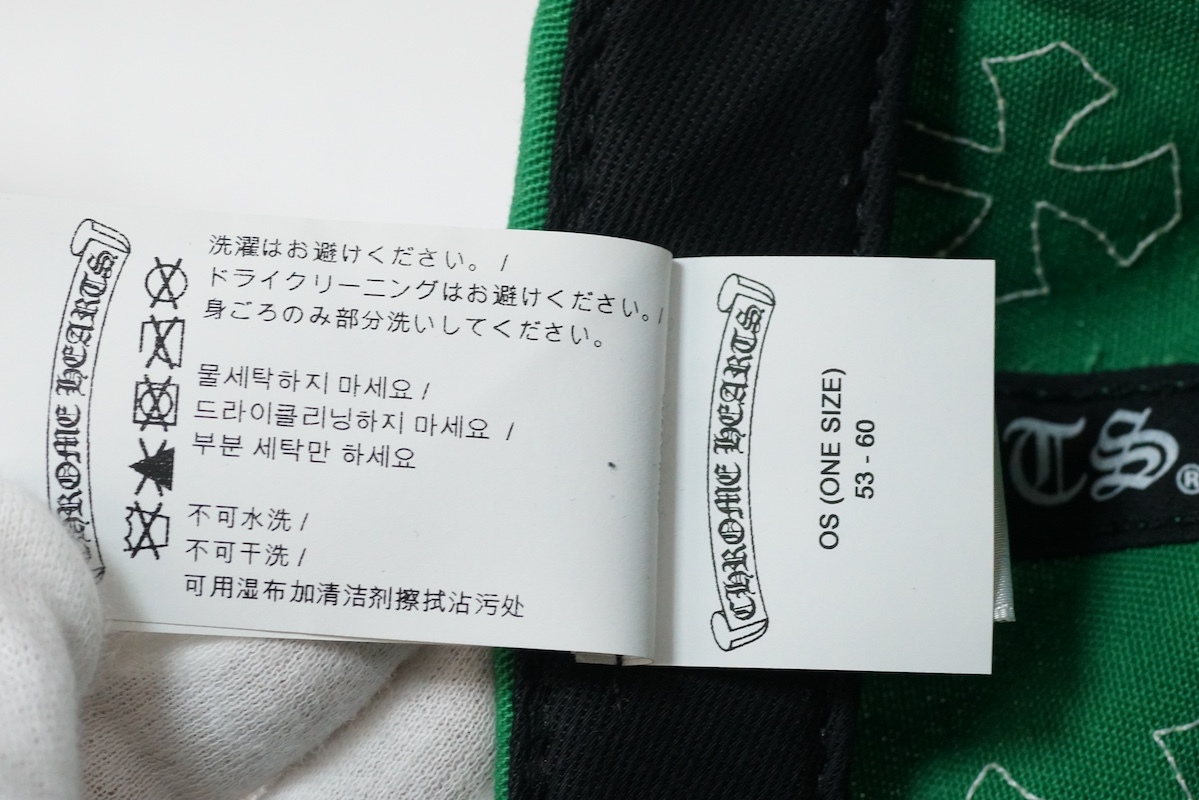 CHROME HEARTS
洗濯はお避けください。 /
ドライクリーニングはお避けください。/
身ごろのみ部分洗いしてください。
물세탁하지 마세요 /
드라이클리닝하지 마세요 /
부분 세탁만 하세요
不可水洗 /
不可干洗 /
可用湿布加清洁剂擦拭沾污处
CHROME HEARTS
OS (ONE SIZE)
53 - 60
TS®